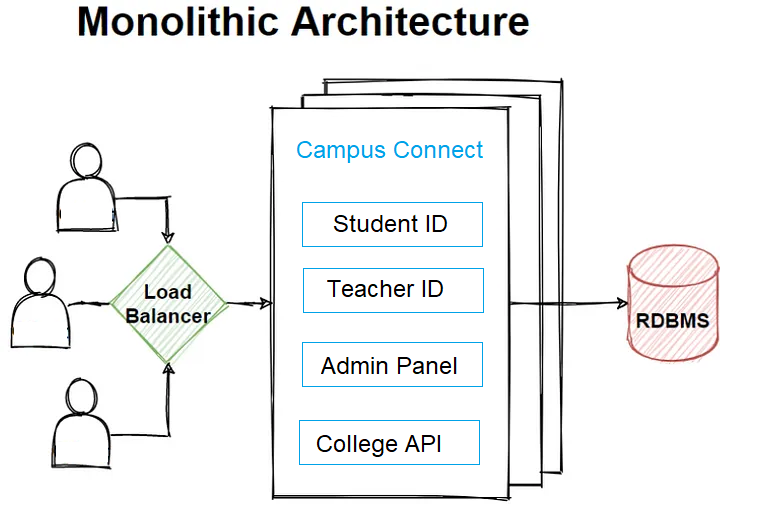 Monolithic Architecture
Campus Connect
Student ID
Teacher ID
Load
Balancer
RDBMS
Admin Panel
College API